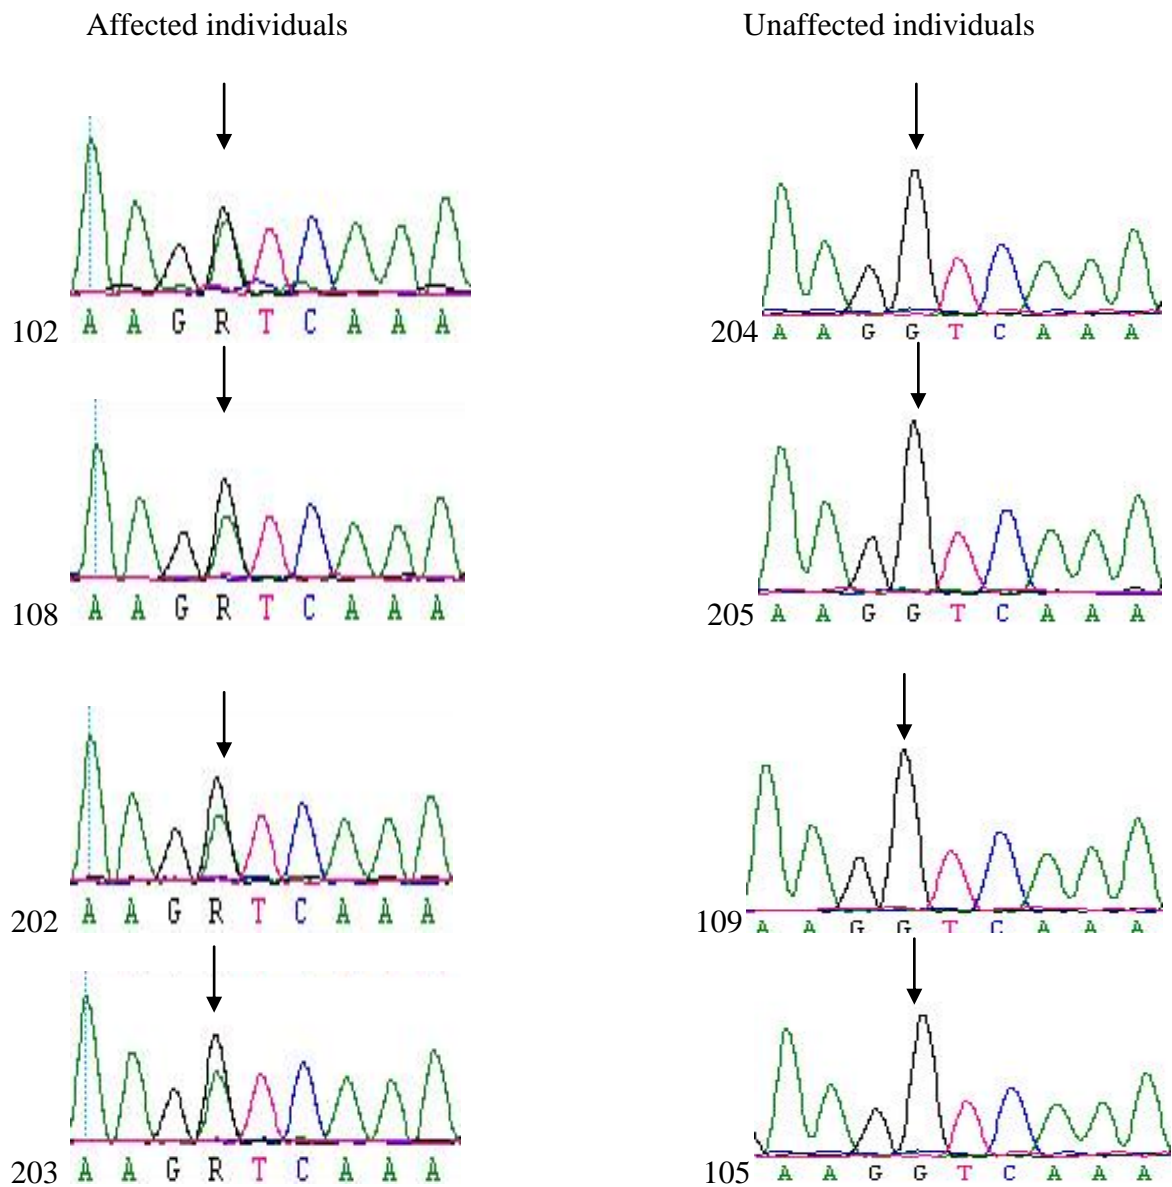 Affected individuals
Unaffected individuals
102 A A G R T C A A A
204 A A G G T C A A A
108 A A G R T C A A A
205 A A G G T C A A A
202 A A G R T C A A A
109 A A G G T C A A A
203 A A G R T C A A A
105 A A G G T C A A A